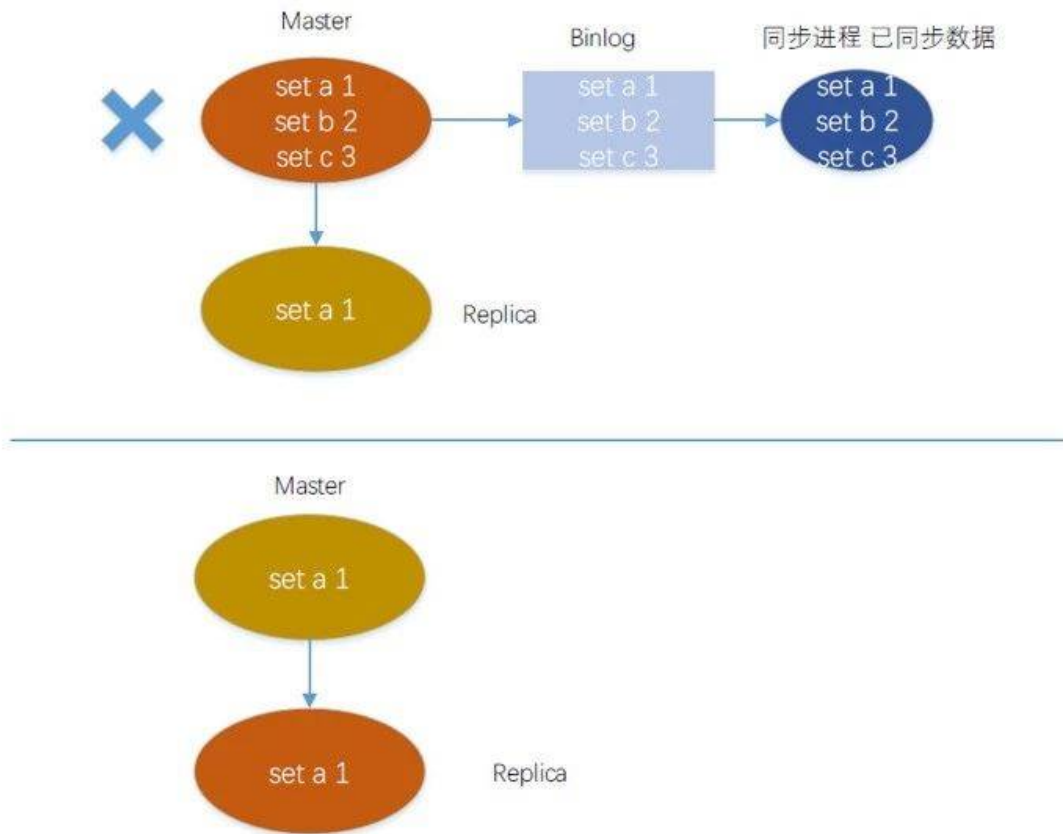 Master
Binlog
同步进程 已同步数据
set a 1
set b 2
set c 3
set a 1
set b 2
set c 3
set a 1
set b 2
set c 3
set a 1
Replica
Master
set a 1
set a 1
Replica